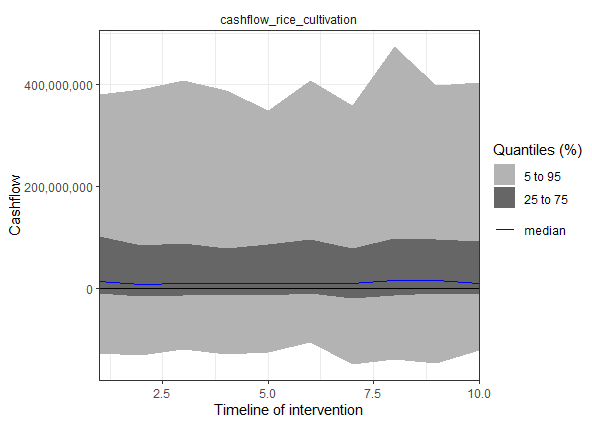 cashflow_rice_cultivation
Cashflow
400,000,000
200,000,000
0
2.5
5.0
7.5
10.0
Timeline of intervention
Quantiles (%)
5 to 95
25 to 75
median